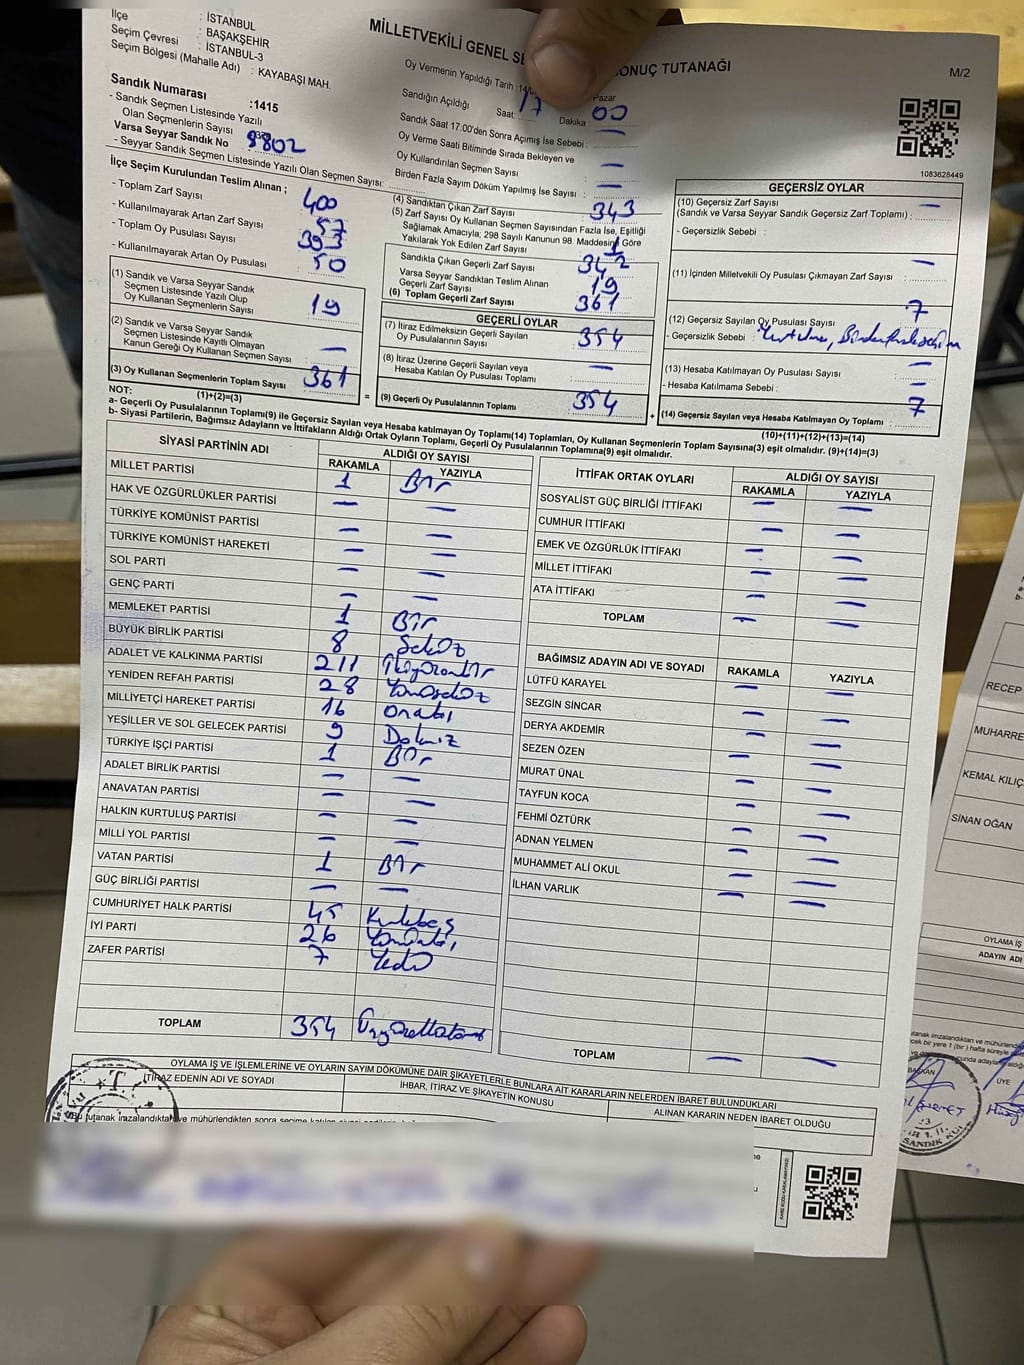 MİLLETVEKİLİ GENEL SE
ONUÇ TUTANAĞI
M/2
İlçe : İSTANBUL
Seçim Çevresi : BAŞAKŞEHİR
Seçim Bölgesi (Mahalle Adı) : İSTANBUL-3
: KAYABAŞI MAH.
Sandık Numarası :1415
- Sandık Seçmen Listesinde Yazılı
Olan Seçmenlerin Sayısı
Varsa Seyyar Sandık No 9802
- Seyyar Sandık Seçmen Listesinde Yazılı Olan Seçmen Sayısı:
İlçe Seçim Kurulundan Teslim Alınan ;
- Toplam Zarf Sayısı 400
- Kullanılmayarak Artan Zarf Sayısı 57
- Toplam Oy Pusulası Sayısı 393
- Kullanılmayarak Artan Oy Pusulası 50
(1) Sandık ve Varsa Seyyar Sandık
Seçmen Listesinde Yazılı Olup
Oy Kullanan Seçmenlerin Sayısı 19
(2) Sandık ve Varsa Seyyar Sandık
Seçmen Listesinde Kayıtlı Olmayan
Kanun Gereği Oy Kullanan Seçmen Sayısı —
(3) Oy Kullanan Seçmenlerin Toplam Sayısı 361
(1)+(2)=(3)
Oy Vermenin Yapıldığı Tarih :14/ Pazar
Sandığın Açıldığı Saat: 17 Dakika: 00
Sandık Saat 17.00'den Sonra Açımış İse Sebebi : —
Oy Verme Saati Bitiminde Sırada Bekleyen ve
Oy Kullandırılan Seçmen Sayısı : —
Birden Fazla Sayım Döküm Yapılmış İse Sayısı : —
(4) Sandıktan Çıkan Zarf Sayısı 343
(5) Zarf Sayısı Oy Kullanan Seçmen Sayısından Fazla İse, Eşitliği
Sağlamak Amacıyla, 298 Sayılı Kanunun 98. Maddesine Göre
Yakılarak Yok Edilen Zarf Sayısı 1
Sandıkta Çıkan Geçerli Zarf Sayısı 342
Varsa Seyyar Sandıktan Teslim Alınan
Geçerli Zarf Sayısı 19
(6) Toplam Geçerli Zarf Sayısı 361
GEÇERLİ OYLAR
(7) İtiraz Edilmeksizin Geçerli Sayılan
Oy Pusulalarının Sayısı 354
(8) İtiraz Üzerine Geçerli Sayılan veya
Hesaba Katılan Oy Pusulası Toplamı —
(9) Geçerli Oy Pusulalarının Toplamı 354
1083628449
GEÇERSİZ OYLAR
(10) Geçersiz Zarf Sayısı
(Sandık ve Varsa Seyyar Sandık Geçersiz Zarf Toplamı) : —
- Geçersizlik Sebebi :
(11) İçinden Milletvekili Oy Pusulası Çıkmayan Zarf Sayısı : —
(12) Geçersiz Sayılan Oy Pusulası Sayısı : 7
- Geçersizlik Sebebi :
(13) Hesaba Katılmayan Oy Pusulası Sayısı : —
- Hesaba Katılmama Sebebi : —
(14) Geçersiz Sayılan veya Hesaba Katılmayan Oy Toplamı : 7
(10)+(11)+(12)+(13)=(14)
NOT:
a- Geçerli Oy Pusulalarının Toplamı(9) ile Geçersiz Sayılan veya Hesaba Katılmayan Oy Toplamı(14) Toplamları, Oy Kullanan Seçmenlerin Toplam Sayısına(3) eşit olmalıdır. (9)+(14)=(3)
b- Siyasi Partilerin, Bağımsız Adayların ve İttifakların Aldığı Ortak Oyların Toplamı, Geçerli Oy Pusulalarının Toplamına(9) eşit olmalıdır.
SİYASİ PARTİNİN ADI ALDIĞI OY SAYISI
RAKAMLA YAZIYLA
MİLLET PARTİSİ 1 Bir
HAK VE ÖZGÜRLÜKLER PARTİSİ — —
TÜRKİYE KOMÜNİST PARTİSİ — —
TÜRKİYE KOMÜNİST HAREKETİ — —
SOL PARTİ — —
GENÇ PARTİ — —
MEMLEKET PARTİSİ 1 Bir
BÜYÜK BİRLİK PARTİSİ 8 Sekiz
ADALET VE KALKINMA PARTİSİ 211 İkiyüzonbir
YENİDEN REFAH PARTİSİ 28 Yirmisekiz
MİLLİYETÇİ HAREKET PARTİSİ 16 Onaltı
YEŞİLLER VE SOL GELECEK PARTİSİ 9 Dokuz
TÜRKİYE İŞÇİ PARTİSİ 1 Bir
ADALET BİRLİK PARTİSİ — —
ANAVATAN PARTİSİ — —
HALKIN KURTULUŞ PARTİSİ — —
MİLLİ YOL PARTİSİ — —
VATAN PARTİSİ 1 Bir
GÜÇ BİRLİĞİ PARTİSİ — —
CUMHURİYET HALK PARTİSİ 45 Kırkbeş
İYİ PARTİ 26 Yirmialtı
ZAFER PARTİSİ 7 Yedi
TOPLAM 354
İTTİFAK ORTAK OYLARI ALDIĞI OY SAYISI
RAKAMLA YAZIYLA
SOSYALİST GÜÇ BİRLİĞİ İTTİFAKI — —
CUMHUR İTTİFAKI — —
EMEK VE ÖZGÜRLÜK İTTİFAKI — —
MİLLET İTTİFAKI — —
ATA İTTİFAKI — —
TOPLAM — —
BAĞIMSIZ ADAYIN ADI VE SOYADI RAKAMLA YAZIYLA
LÜTFÜ KARAYEL — —
SEZGİN SİNCAR — —
DERYA AKDEMİR — —
SEZEN ÖZEN — —
MURAT ÜNAL — —
TAYFUN KOCA — —
FEHMİ ÖZTÜRK — —
ADNAN YELMEN — —
MUHAMMET ALİ OKUL — —
İLHAN VARLIK — —
TOPLAM — —
OYLAMA İŞ VE İŞLEMLERİNE VE OYLARIN SAYIM DÖKÜMÜNE DAİR ŞİKAYETLERLE BUNLARA AİT KARARLARIN NELERDEN İBARET BULUNDUKLARI
İTİRAZ EDENİN ADI VE SOYADI
İHBAR, İTİRAZ VE ŞİKAYETİN KONUSU
ALINAN KARARIN NEDEN İBARET OLDUĞU
RECEP
MUHARRE
KEMAL KILIÇ
SİNAN OĞAN
OYLAMA İŞ
ADAYIN ADI
BAŞKAN
ÜYE